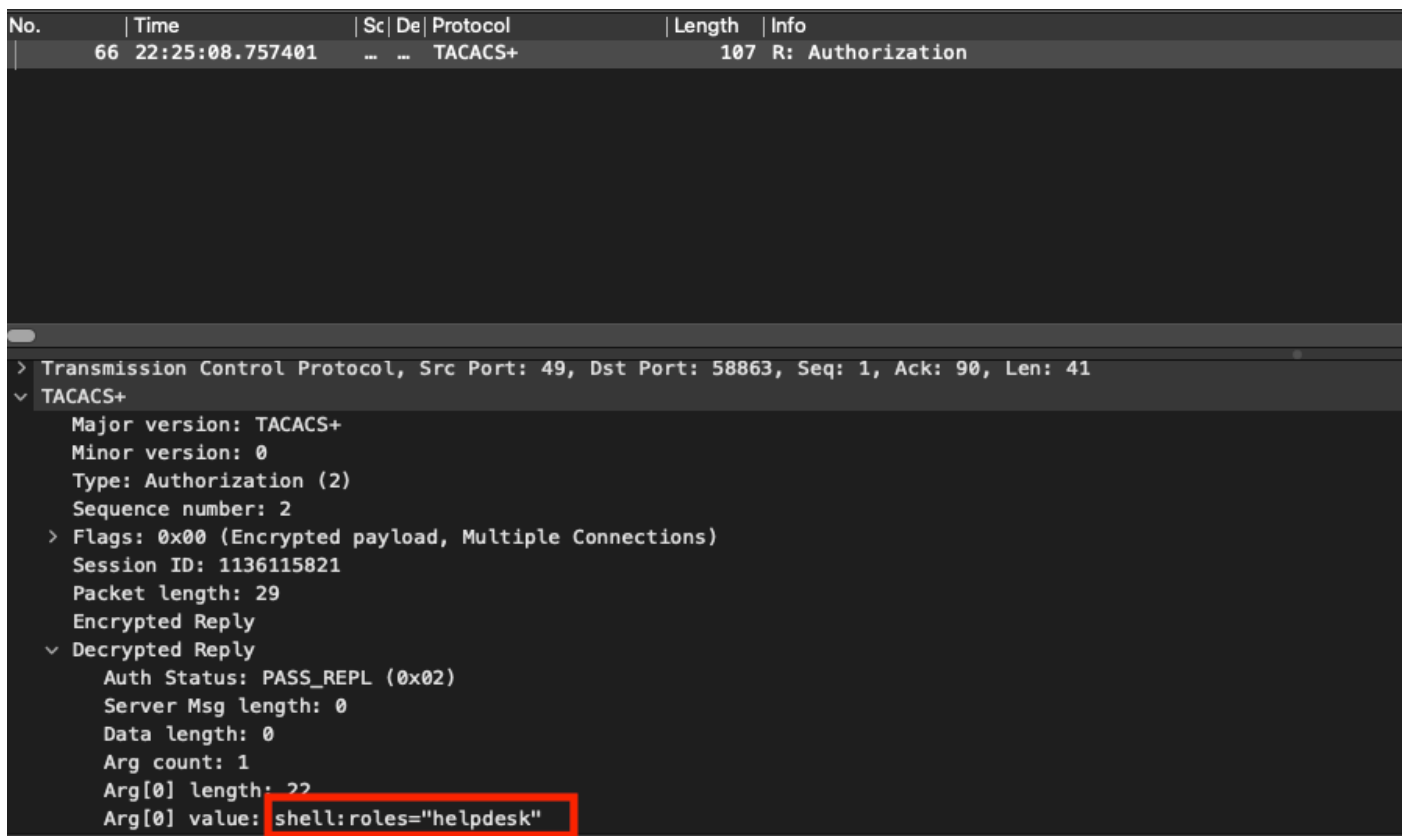 No. Time Sc De Protocol Length Info
66 22:25:08.757401 … … TACACS+ 107 R: Authorization
> Transmission Control Protocol, Src Port: 49, Dst Port: 58863, Seq: 1, Ack: 90, Len: 41
TACACS+
Major version: TACACS+
Minor version: 0
Type: Authorization (2)
Sequence number: 2
> Flags: 0x00 (Encrypted payload, Multiple Connections)
Session ID: 1136115821
Packet length: 29
Encrypted Reply
Decrypted Reply
Auth Status: PASS_REPL (0x02)
Server Msg length: 0
Data length: 0
Arg count: 1
Arg[0] length: 22
Arg[0] value: shell:roles="helpdesk"